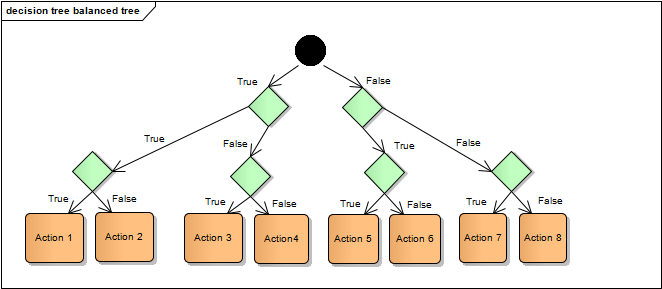 decision tree balanced tree
True
False
True
False
True
False
True
False
True
False
True
False
True
False
Action 1
Action 2
Action 3
Action4
Action 5
Action 6
Action 7
Action 8